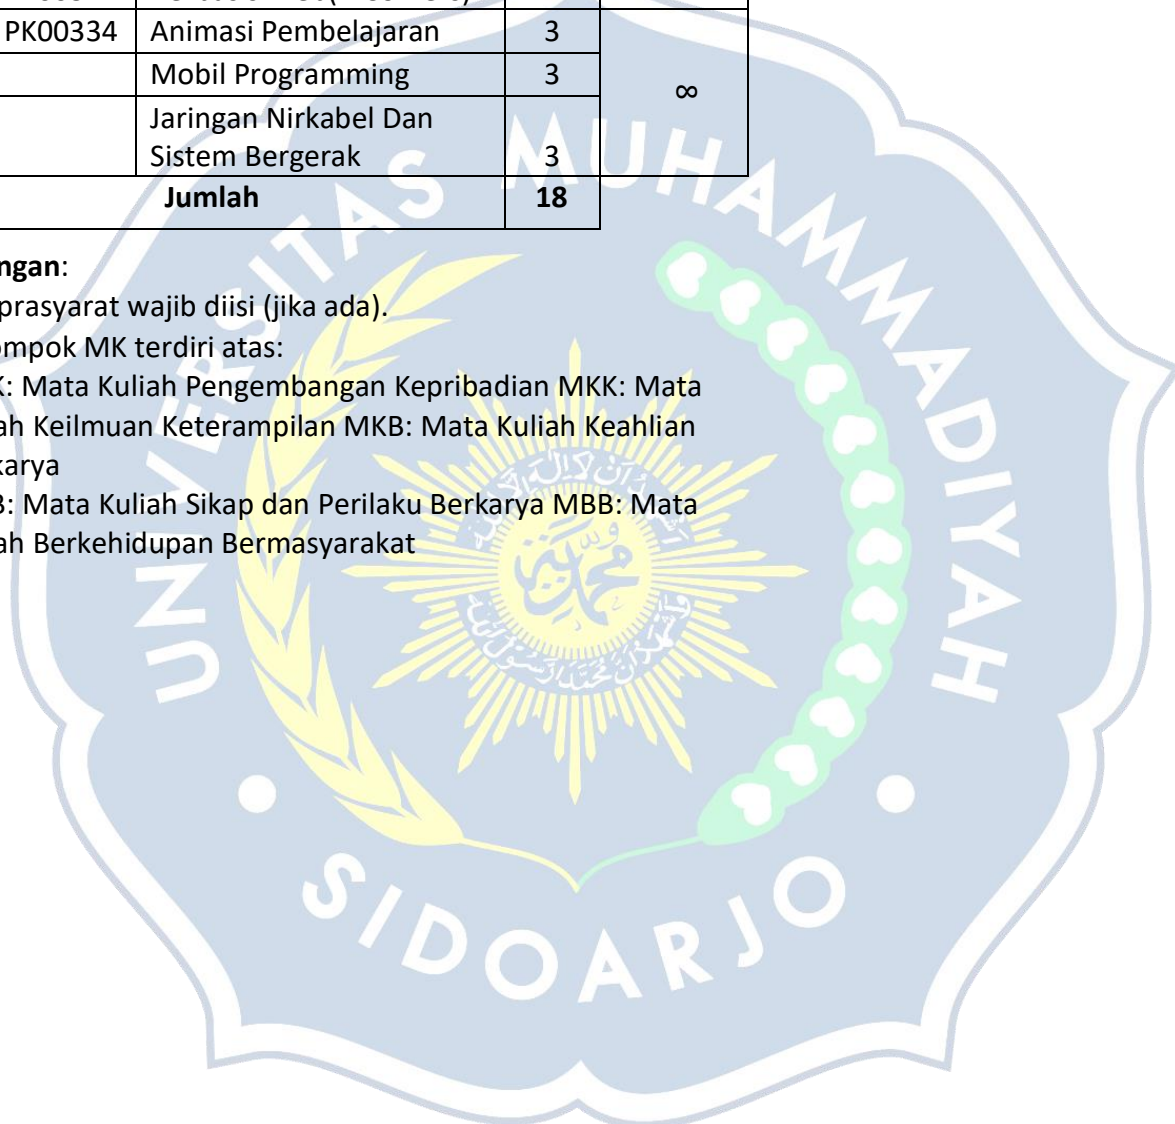 PK00334 Animasi Pembelajaran 3
Mobil Programming 3
∞
Jaringan Nirkabel Dan
Sistem Bergerak 3
Jumlah 18
ngan:
prasyarat wajib diisi (jika ada).
ompok MK terdiri atas:
K: Mata Kuliah Pengembangan Kepribadian MKK: Mata
ah Keilmuan Keterampilan MKB: Mata Kuliah Keahlian
karya
B: Mata Kuliah Sikap dan Perilaku Berkarya MBB: Mata
ah Berkehidupan Bermasyarakat
UNIVERSITAS MUHAMMADIYAH
SIDOARJO
محمد